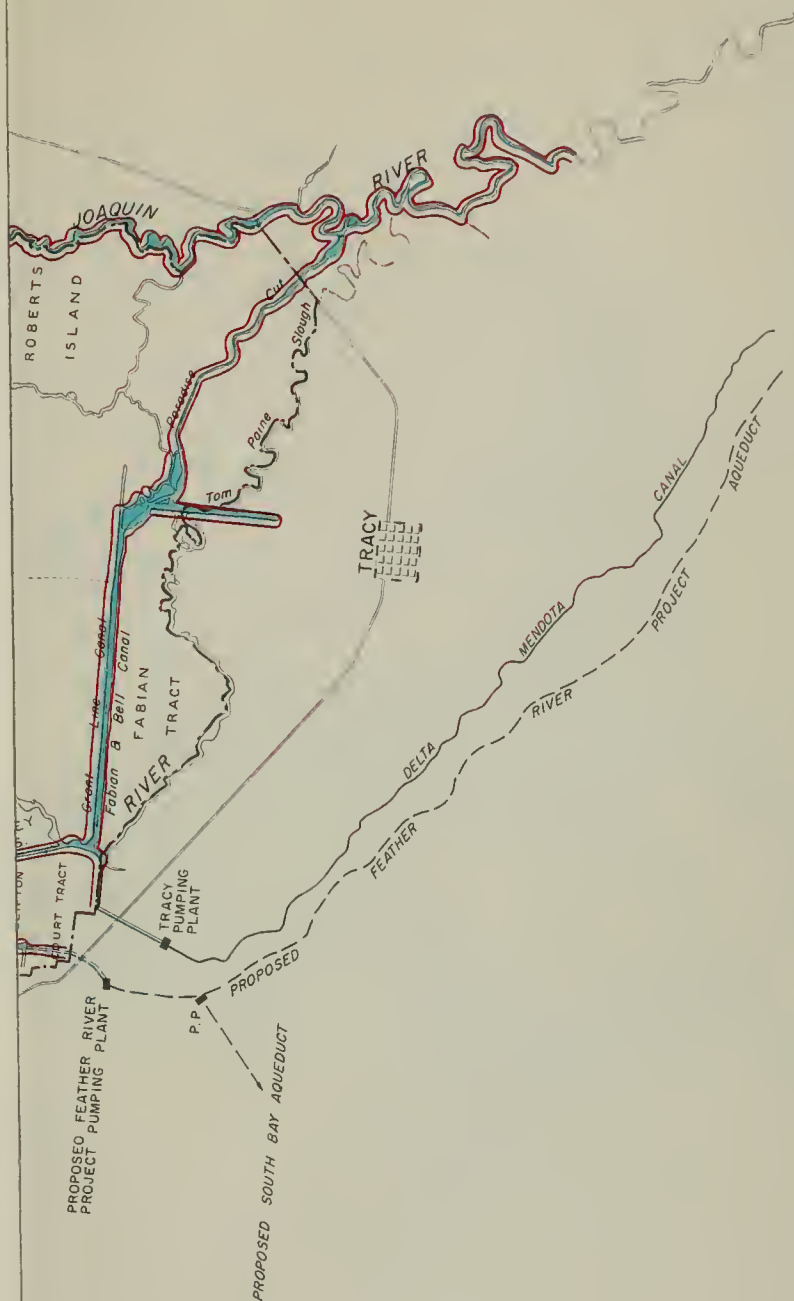 JOAQUIN
RIVER
ROBERTS
ISLAND
Paradise
Cut
Tom
Paine
Slough
Grant
Line
Canal
Fabian & Bell Canal
FABIAN
TRACT
RIVER
COURT TRACT
TRACY
TRACY
PUMPING
PLANT
DELTA
MENDOTA
CANAL
PROPOSED
FEATHER
RIVER
PROJECT
AQUEDUCT
P.P
PROPOSED FEATHER RIVER
PROJECT PUMPING PLANT
PROPOSED SOUTH BAY AQUEDUCT